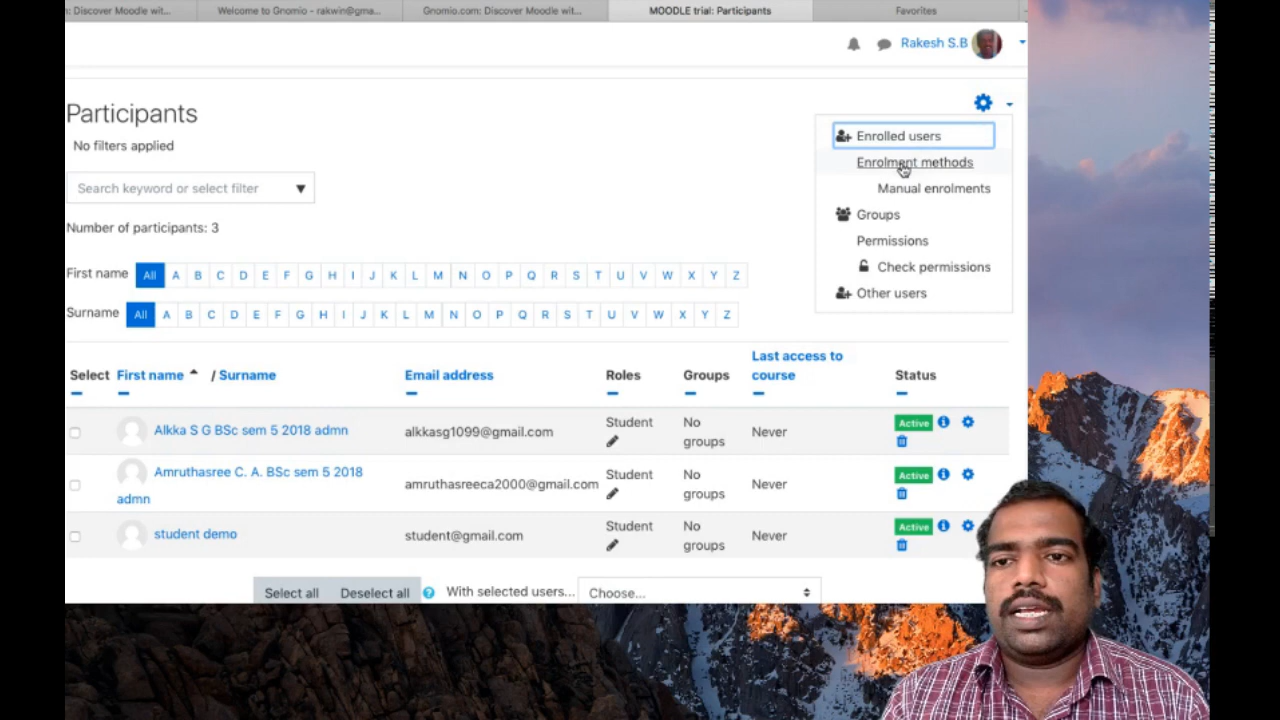 : Discover Moodle wit...
Welcome to Gnomio - rakwin@gma...
Gnomio.com: Discover Moodle wit...
MOODLE trial: Participants
Favorites
Rakesh S.B
Participants
No filters applied
Search keyword or select filter
Number of participants: 3
Enrolled users
Enrolment methods
Manual enrolments
Groups
Permissions
Check permissions
Other users
First name All A B C D E F G H I J K L M N O P Q R S T U V W X Y Z
Surname All A B C D E F G H I J K L M N O P Q R S T U V W X Y Z
Select First name / Surname Email address Roles Groups Last access to course Status
Alkka S G BSc sem 5 2018 admn alkkasg1099@gmail.com Student No groups Never Active
Amruthasree C. A. BSc sem 5 2018 admn amruthasreeca2000@gmail.com Student No groups Never Active
student demo student@gmail.com Student No groups Never Active
Select all Deselect all With selected users... Choose...